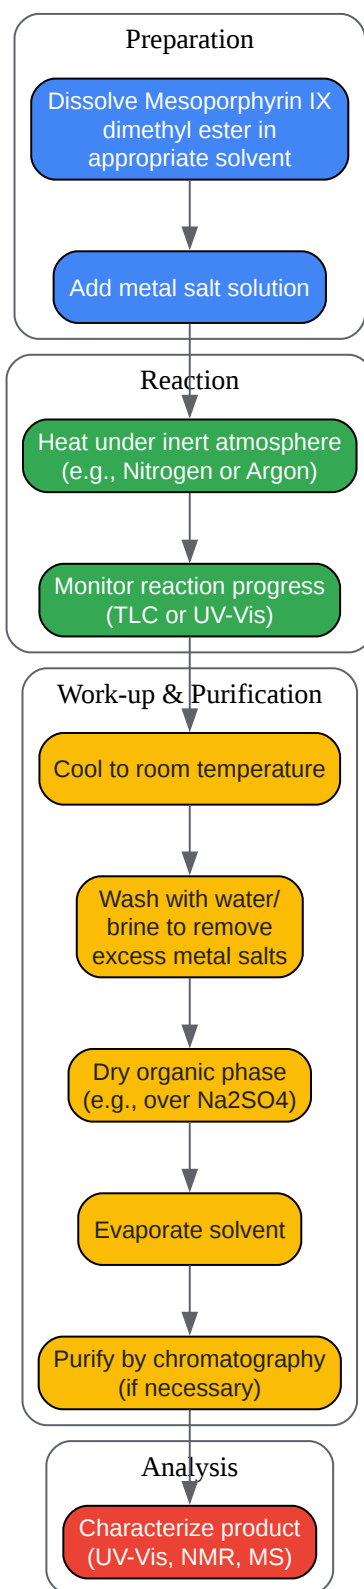 Preparation
Dissolve Mesoporphyrin IX
dimethyl ester in
appropriate solvent
Add metal salt solution
Reaction
Heat under inert atmosphere
(e.g., Nitrogen or Argon)
Monitor reaction progress
(TLC or UV-Vis)
Work-up & Purification
Cool to room temperature
Wash with water/
brine to remove
excess metal salts
Dry organic phase
(e.g., over Na2SO4)
Evaporate solvent
Purify by chromatography
(if necessary)
Analysis
Characterize product
(UV-Vis, NMR, MS)